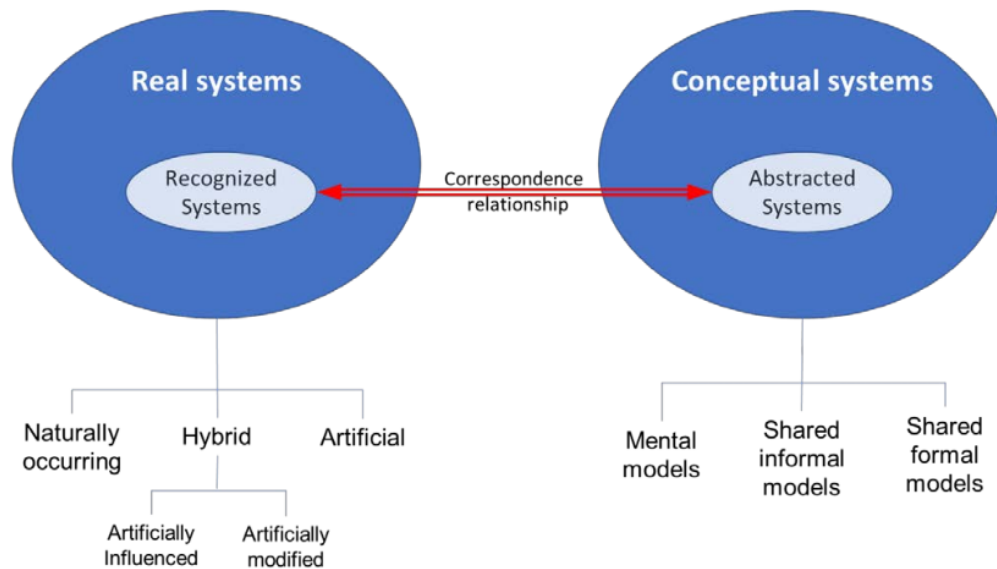 Real systems
Recognized
Systems
Correspondence
relationship
Conceptual systems
Abstracted
Systems
Naturally
occurring
Hybrid
Artificial
Artificially
Influenced
Artificially
modified
Mental
models
Shared
informal
models
Shared
formal
models